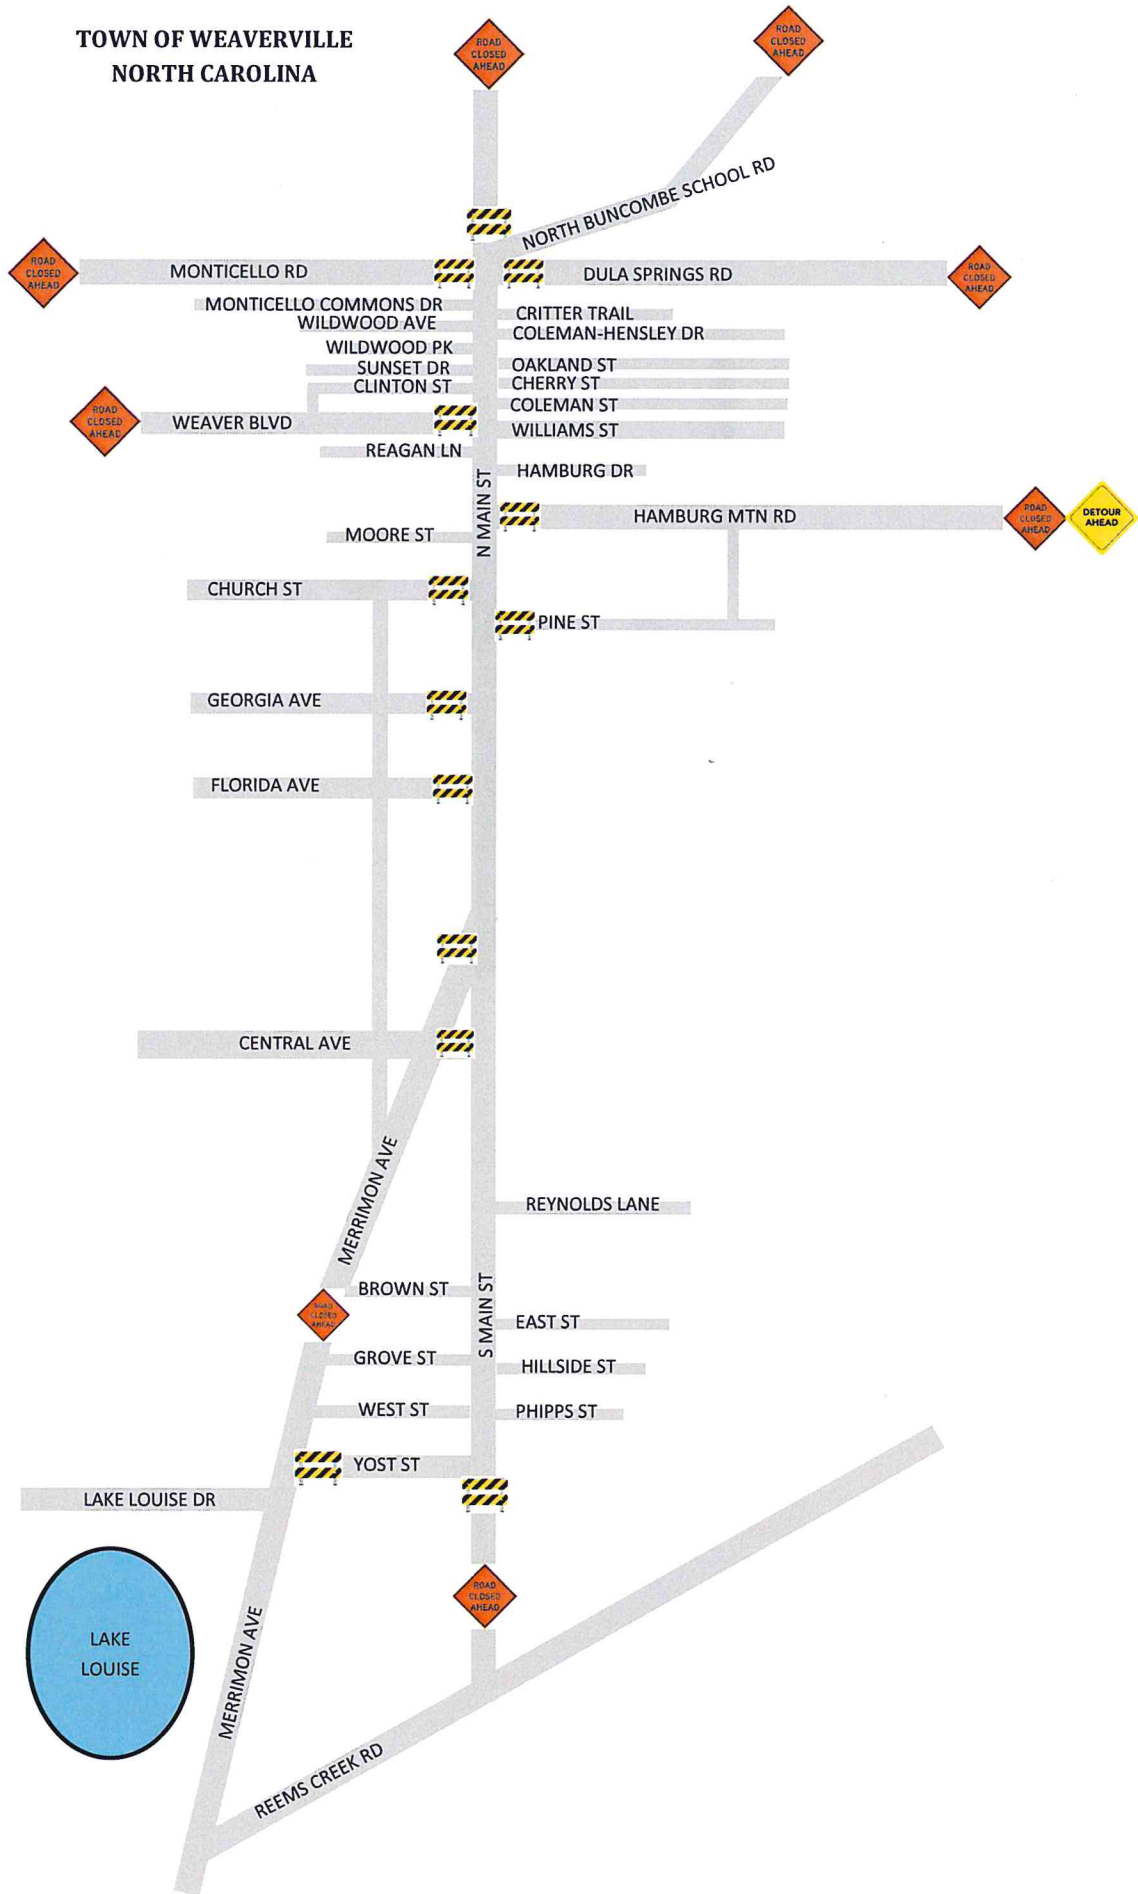 TOWN OF WEAVERVILLE
NORTH CAROLINA
ROAD
CLOSED
AHEAD
ROAD
CLOSED
AHEAD
NORTH BUNCOMBE SCHOOL RD
ROAD
CLOSED
AHEAD
MONTICELLO RD
DULA SPRINGS RD
ROAD
CLOSED
AHEAD
MONTICELLO COMMONS DR
CRITTER TRAIL
WILDWOOD AVE
COLEMAN-HENSLEY DR
WILDWOOD PK
SUNSET DR
OAKLAND ST
CLINTON ST
CHERRY ST
COLEMAN ST
ROAD
CLOSED
AHEAD
WEAVER BLVD
WILLIAMS ST
REAGAN LN
HAMBURG DR
N MAIN ST
HAMBURG MTN RD
ROAD
CLOSED
AHEAD
DETOUR
AHEAD
MOORE ST
CHURCH ST
PINE ST
GEORGIA AVE
FLORIDA AVE
CENTRAL AVE
MERRIMON AVE
REYNOLDS LANE
BROWN ST
S MAIN ST
ROAD
CLOSED
AHEAD
EAST ST
GROVE ST
HILLSIDE ST
WEST ST
PHIPPS ST
YOST ST
LAKE LOUISE DR
ROAD
CLOSED
AHEAD
LAKE
LOUISE
MERRIMON AVE
REEMS CREEK RD